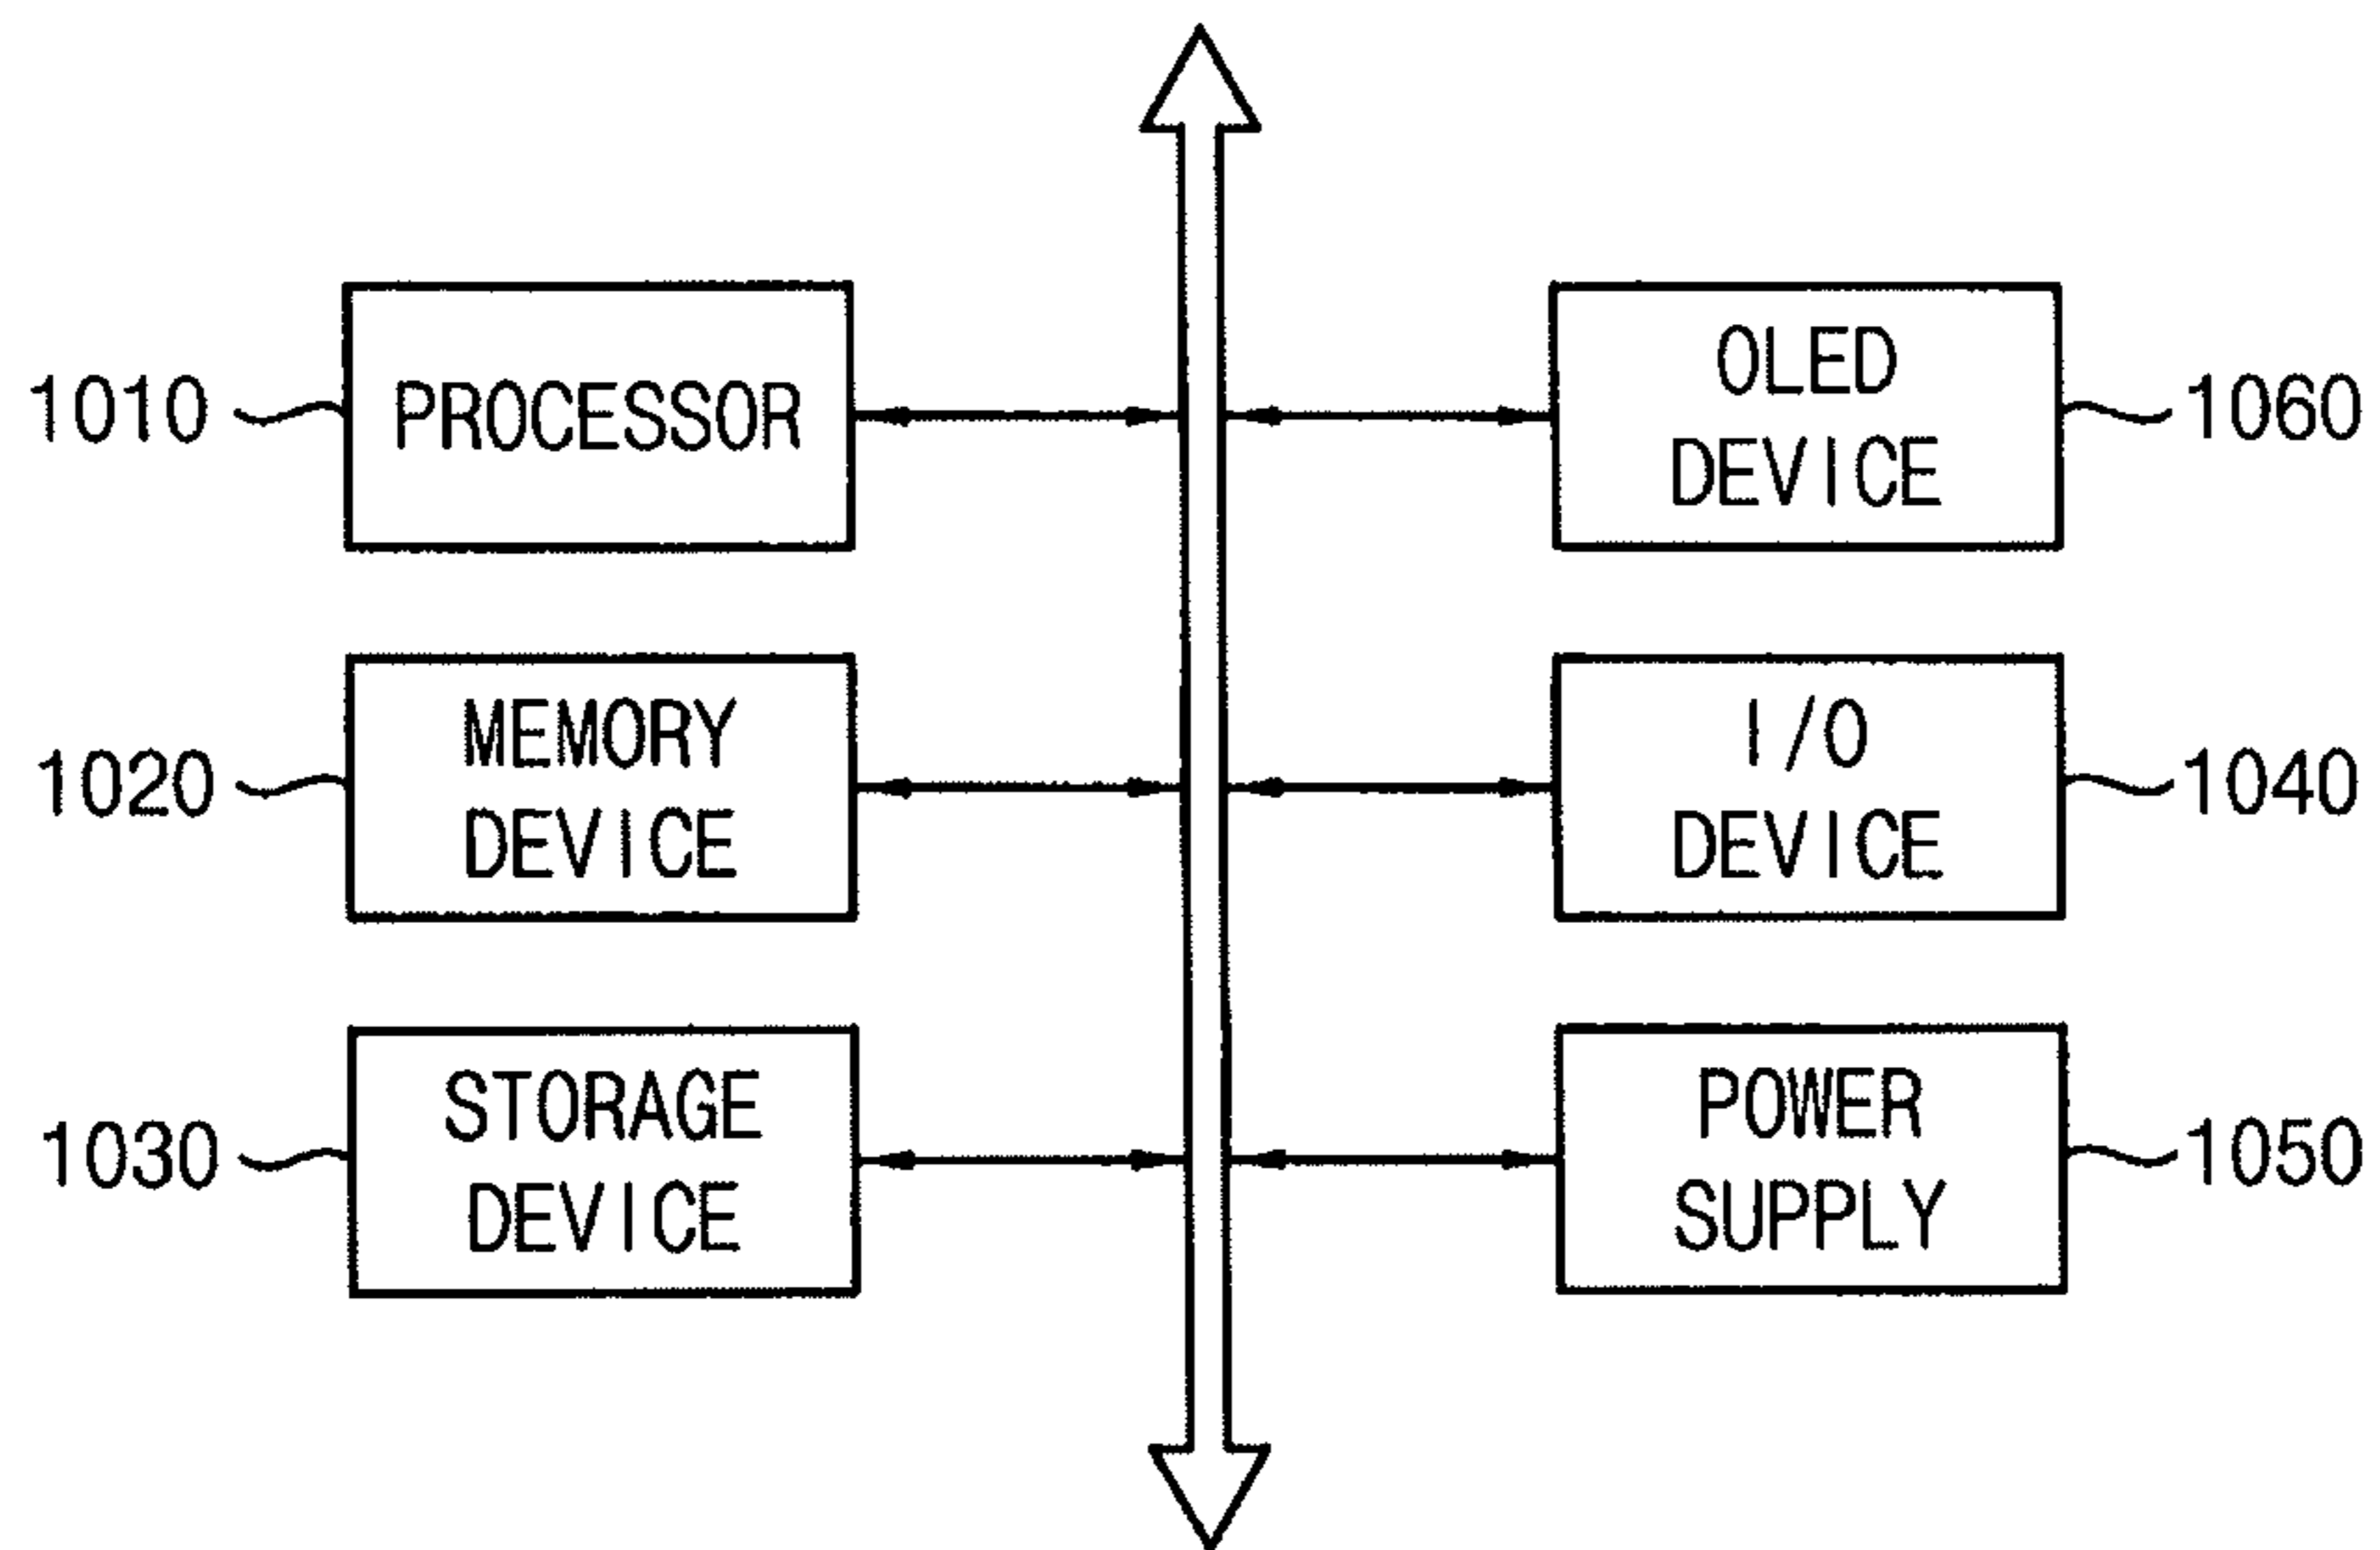 1010
PROCESSOR
OLED
DEVICE
1060
1020
MEMORY
DEVICE
I/O
DEVICE
1040
1030
STORAGE
DEVICE
POWER
SUPPLY
1050